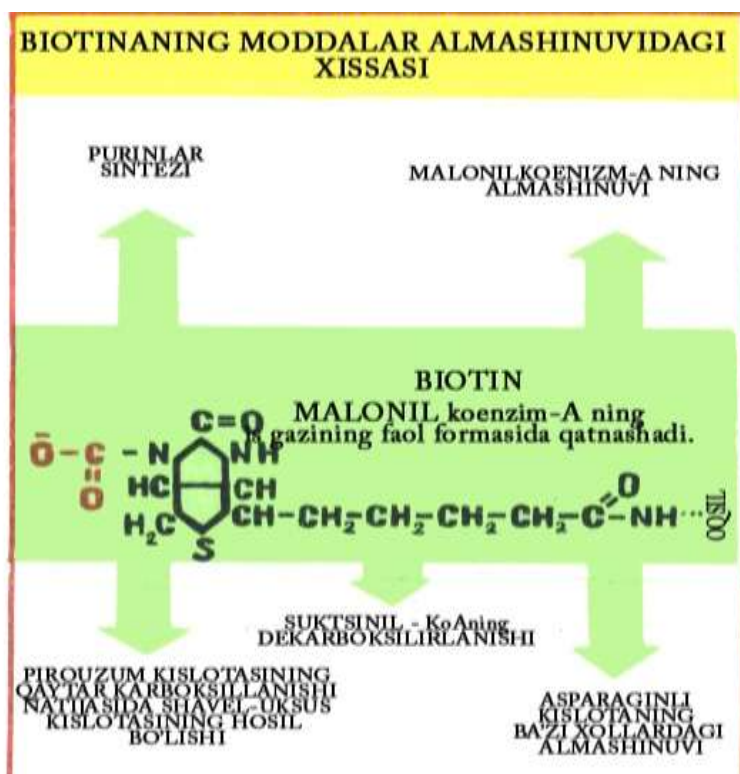 BIOTINANING MODDALAR ALMASHINUVIDAGI
XISSASI
PURINLAR
SINTEZI
MALONILKOENIZM-A NING
ALMASHINUVI
BIOTIN
MALONIL koenzim-A ning
is gazining faol formasida qatnashadi.
C=O
Ō-C-N NH
O
HC CH
H₂C S CH-CH₂-CH₂-CH₂-CH₂-C-NH···
O
OQSIL
SUKTSINIL - KoAning
DEKARBOKSILIRLANISHI
PIROUZUM KISLOTASINING
QAYTAR KARBOKSILLANISHI
NATIJASIDA SHAVEL-UKSUS
KISLOTASINING HOSIL
BO'LISHI
ASPARAGINLI
KISLOTANING
BA'ZI XOLLARDAGI
ALMASHINUVI